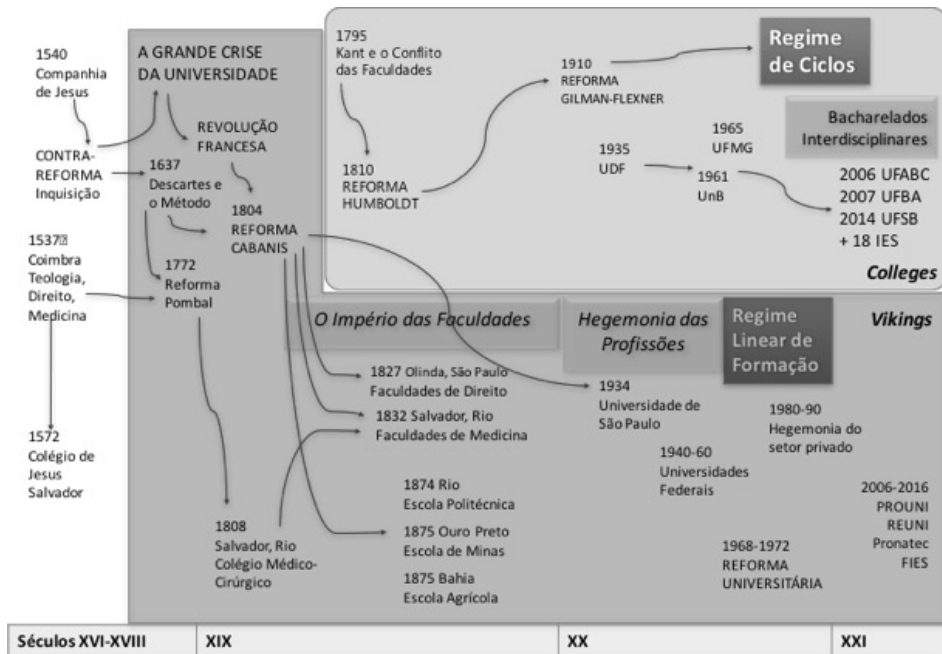 1540
Companhia
de Jesus
CONTRA-
REFORMA
Inquisição
1537
Coimbra
Teologia,
Direito,
Medicina
1572
Colégio de
Jesus
Salvador
A GRANDE CRISE
DA UNIVERSIDADE
REVOLUÇÃO
FRANCESA
1637
Descartes e
o Método
1804
REFORMA
CABANIS
1772
Reforma
Pombal
1808
Salvador, Rio
Colégio Médico-
Cirúrgico
1795
Kant e o Conflito
das Faculdades
1810
REFORMA
HUMBOLDT
1910
REFORMA
GILMAN-FLEXNER
Regime
de Ciclos
1935
UDF
1965
UFMG
1961
UnB
Bacharelados
Interdisciplinares
2006 UFABC
2007 UFBA
2014 UFSB
+ 18 IES
Colleges
O Império das Faculdades
1827 Olinda, São Paulo
Faculdades de Direito
1832 Salvador, Rio
Faculdades de Medicina
1874 Rio
Escola Politécnica
1875 Ouro Preto
Escola de Minas
1875 Bahia
Escola Agrícola
Hegemonia das
Profissões
Regime
Linear de
Formação
Vikings
1934
Universidade de
São Paulo
1940-60
Universidades
Federais
1980-90
Hegemonia do
setor privado
1968-1972
REFORMA
UNIVERSITÁRIA
2006-2016
PROUNI
REUNI
Pronatec
FIES
Séculos XVI-XVIII
XIX
XX
XXI